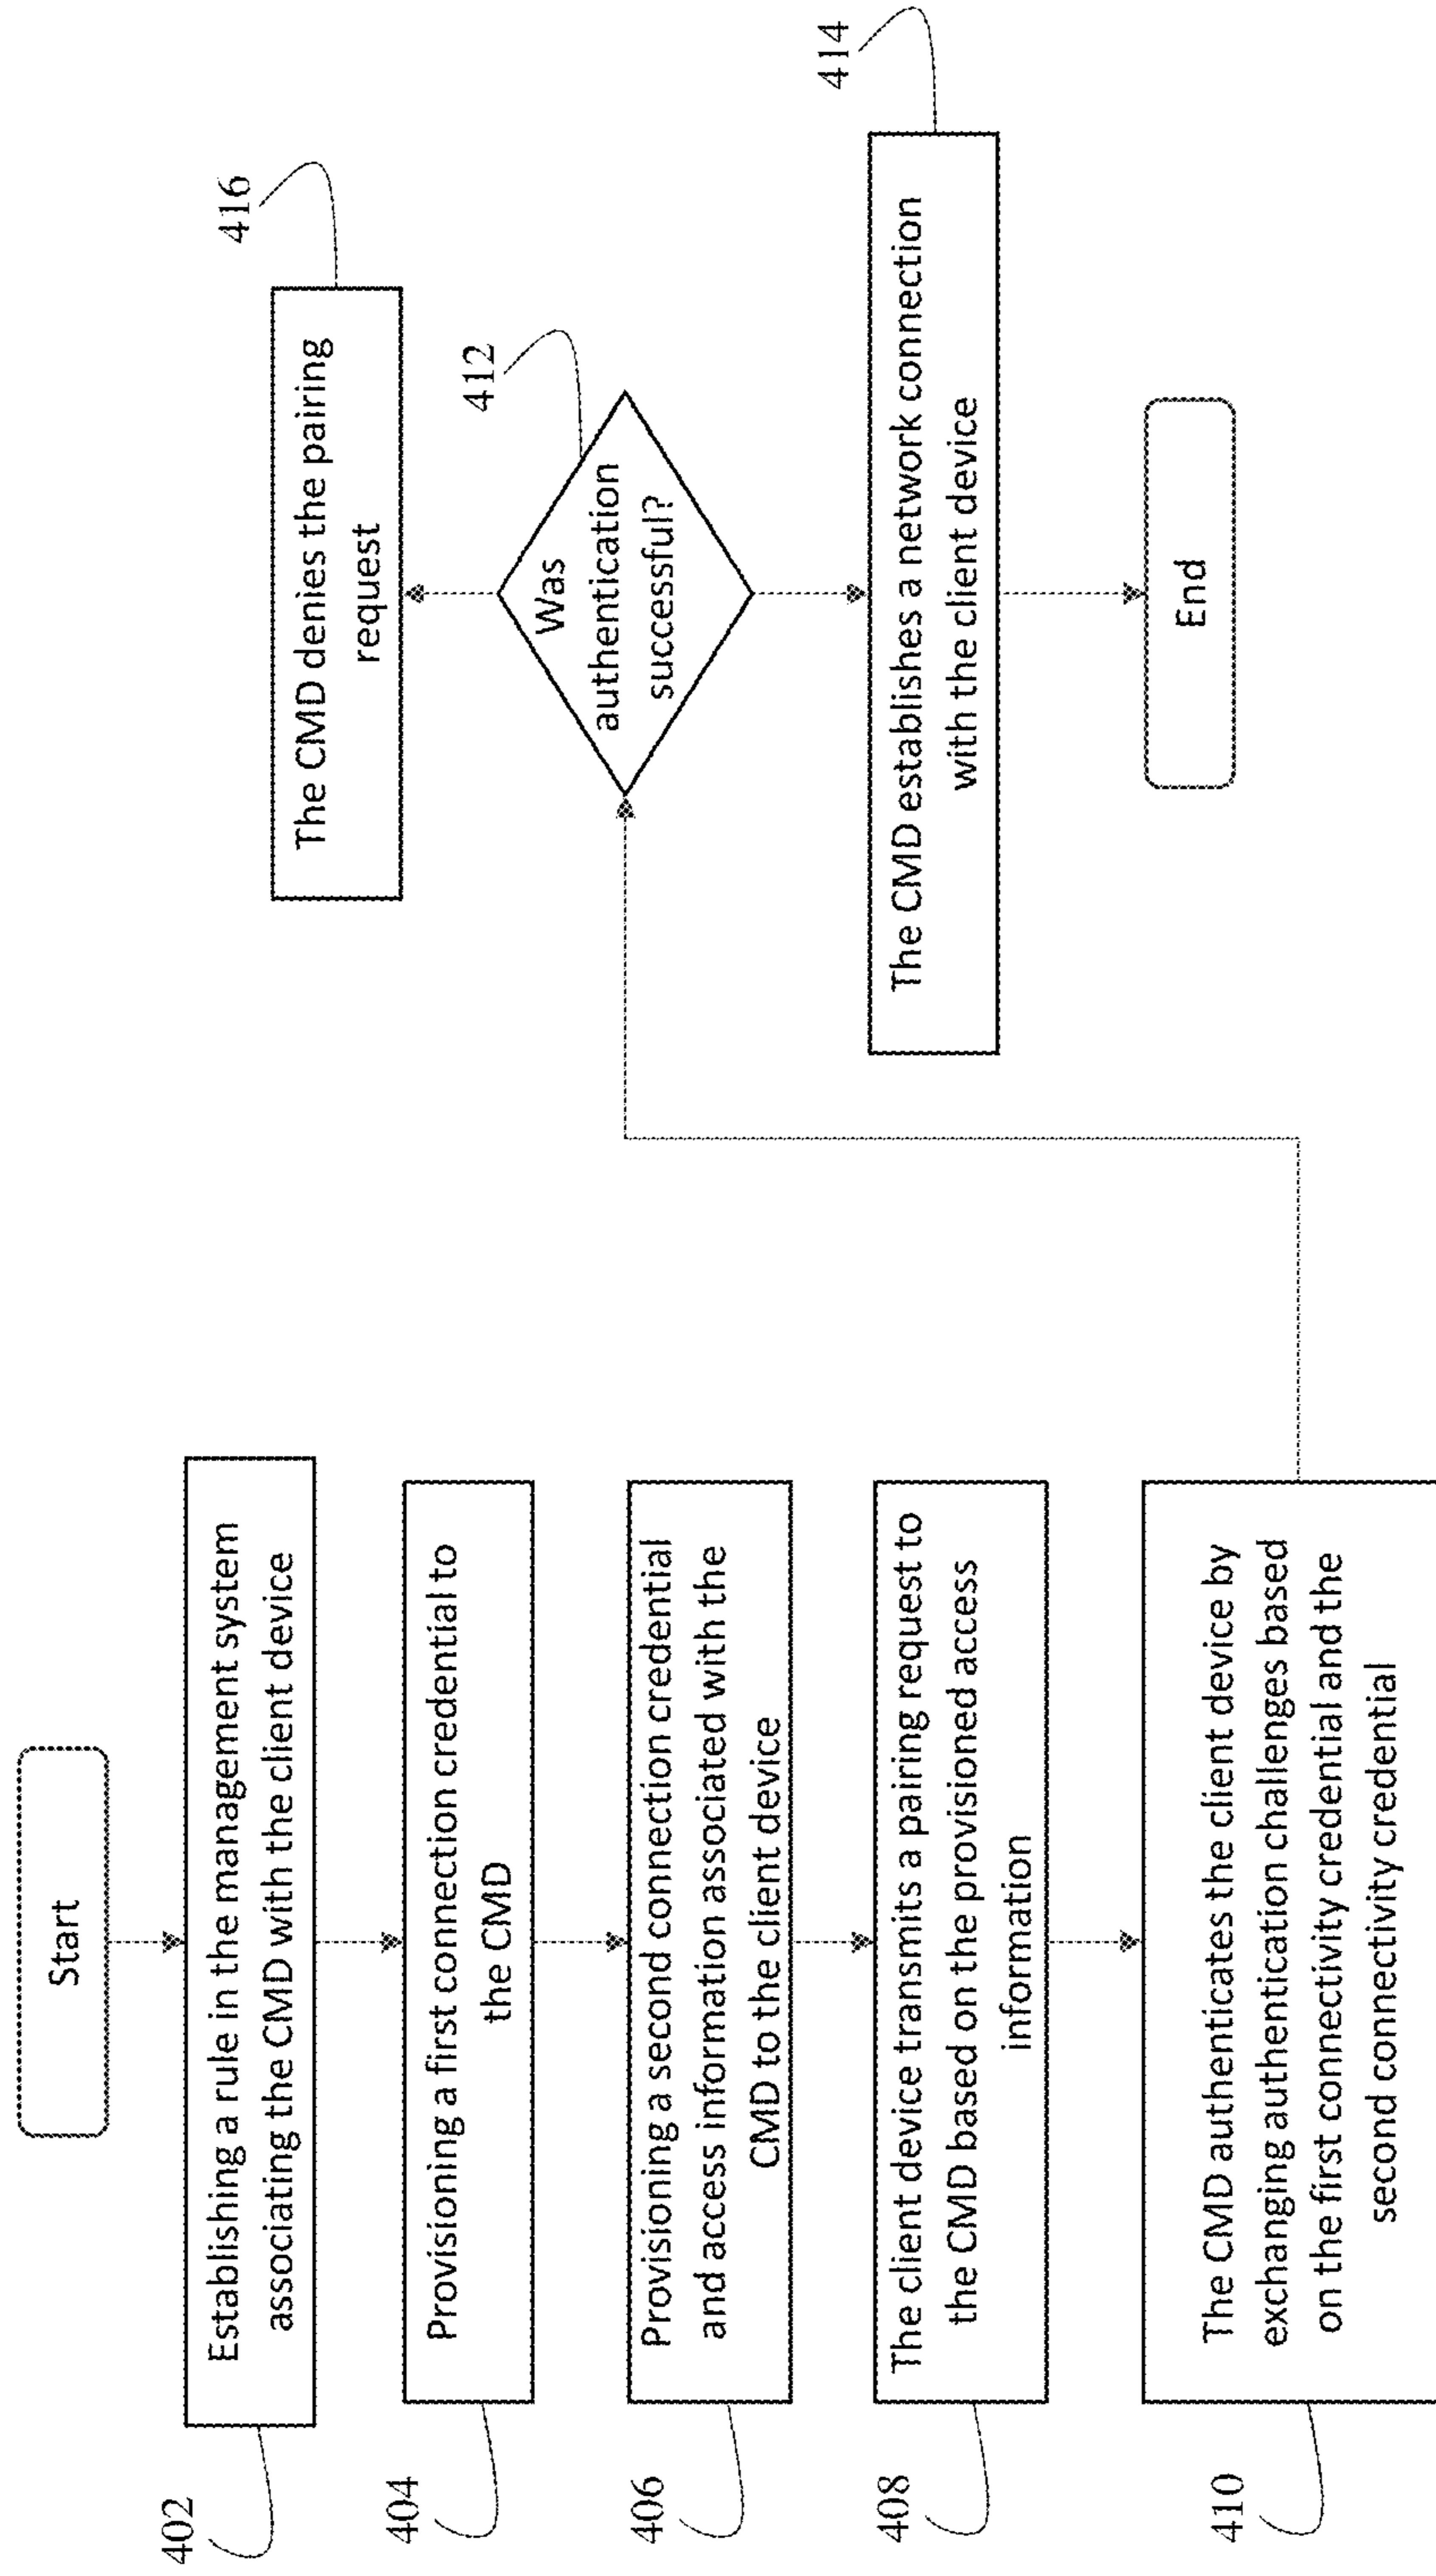 Start
402
Establishing a rule in the management system
associating the CMD with the client device
404
Provisioning a first connection credential to
the CMD
406
Provisioning a second connection credential
and access information associated with the
CMD to the client device
408
The client device transmits a pairing request to
the CMD based on the provisioned access
information
410
The CMD authenticates the client device by
exchanging authentication challenges based
on the first connectivity credential and the
second connectivity credential
416
The CMD denies the pairing
request
412
Was
authentication
successful?
414
The CMD establishes a network connection
with the client device
End